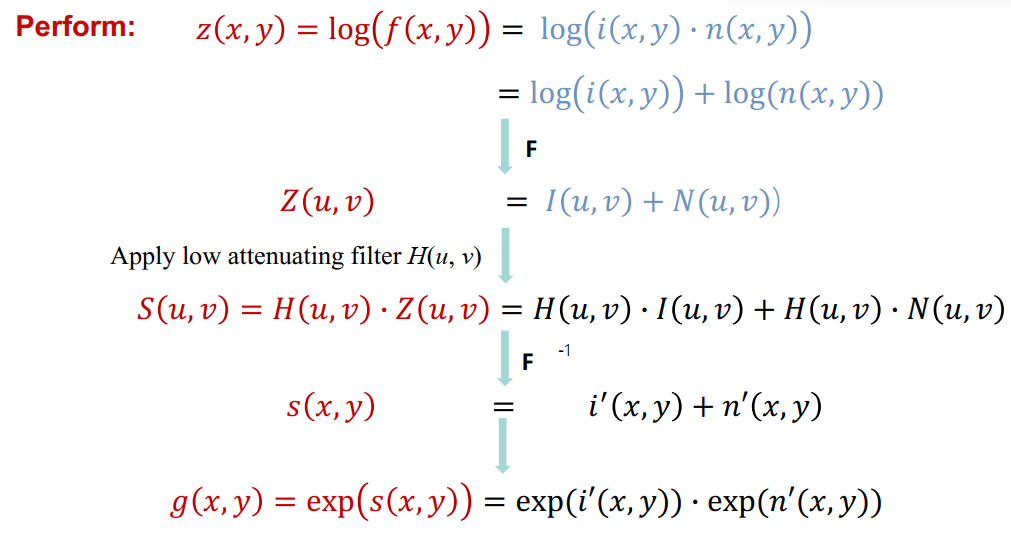 Perform: z(x, y) = log(f(x, y)) = log(i(x, y) · n(x, y))
= log(i(x, y)) + log(n(x, y))
F
Z(u, v) = I(u, v) + N(u, v))
Apply low attenuating filter H(u, v)
S(u, v) = H(u, v) · Z(u, v) = H(u, v) · I(u, v) + H(u, v) · N(u, v)
F -1
s(x, y) = i′(x, y) + n′(x, y)
g(x, y) = exp(s(x, y)) = exp(i′(x, y)) · exp(n′(x, y))